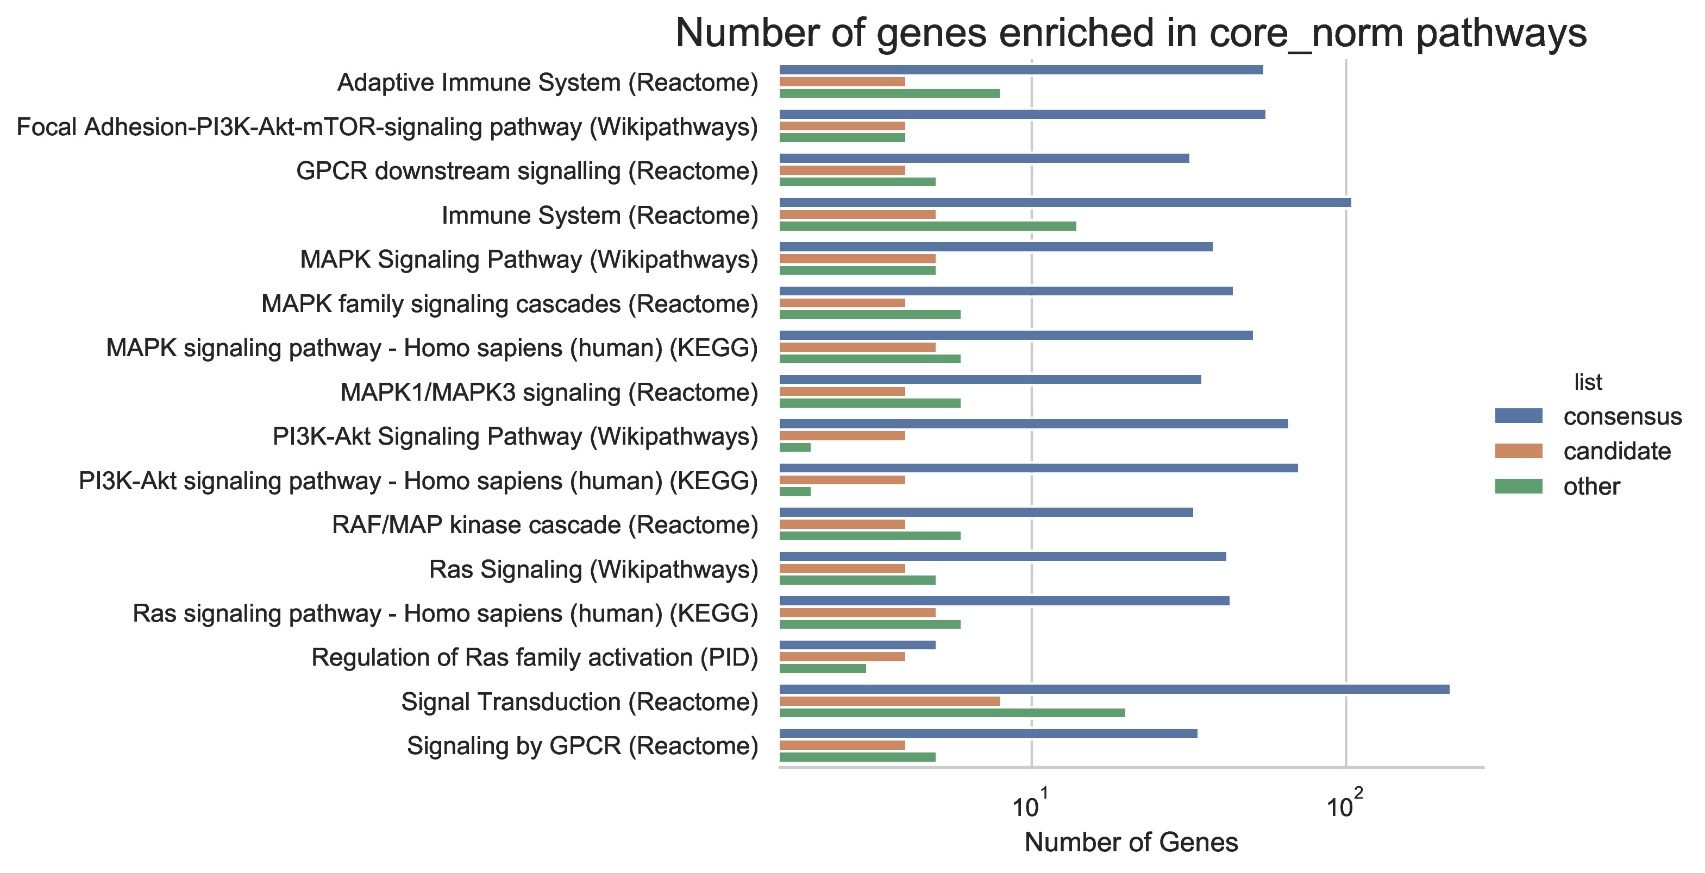 Number of genes enriched in core_norm pathways
Adaptive Immune System (Reactome)
Focal Adhesion-PI3K-Akt-mTOR-signaling pathway (Wikipathways)
GPCR downstream signalling (Reactome)
Immune System (Reactome)
MAPK Signaling Pathway (Wikipathways)
MAPK family signaling cascades (Reactome)
MAPK signaling pathway - Homo sapiens (human) (KEGG)
MAPK1/MAPK3 signaling (Reactome)
PI3K-Akt Signaling Pathway (Wikipathways)
PI3K-Akt signaling pathway - Homo sapiens (human) (KEGG)
RAF/MAP kinase cascade (Reactome)
Ras Signaling (Wikipathways)
Ras signaling pathway - Homo sapiens (human) (KEGG)
Regulation of Ras family activation (PID)
Signal Transduction (Reactome)
Signaling by GPCR (Reactome)
10¹ 10²
Number of Genes
list
consensus
candidate
other